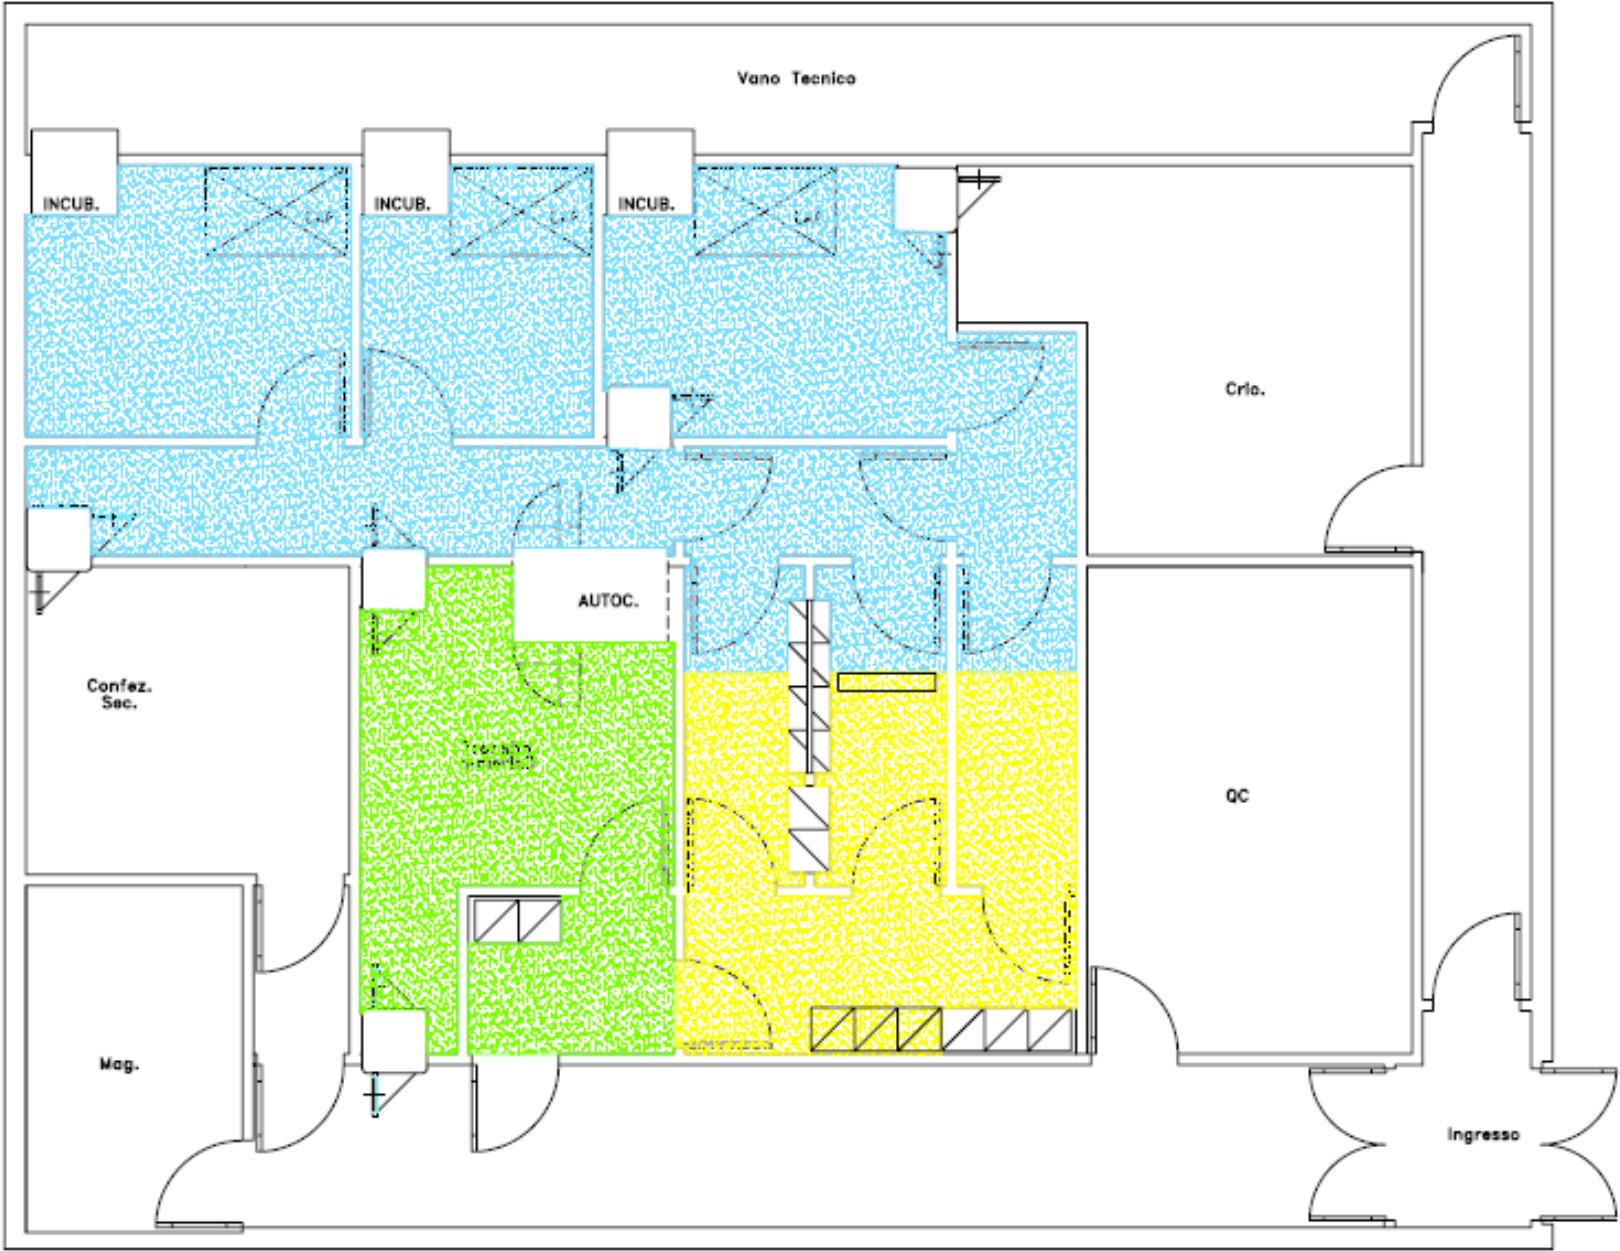 Vano Tecnico
INCUB.
INCUB.
INCUB.
Crio.
AUTOC.
Confez.
Sec.
QC
Mag.
Ingresso